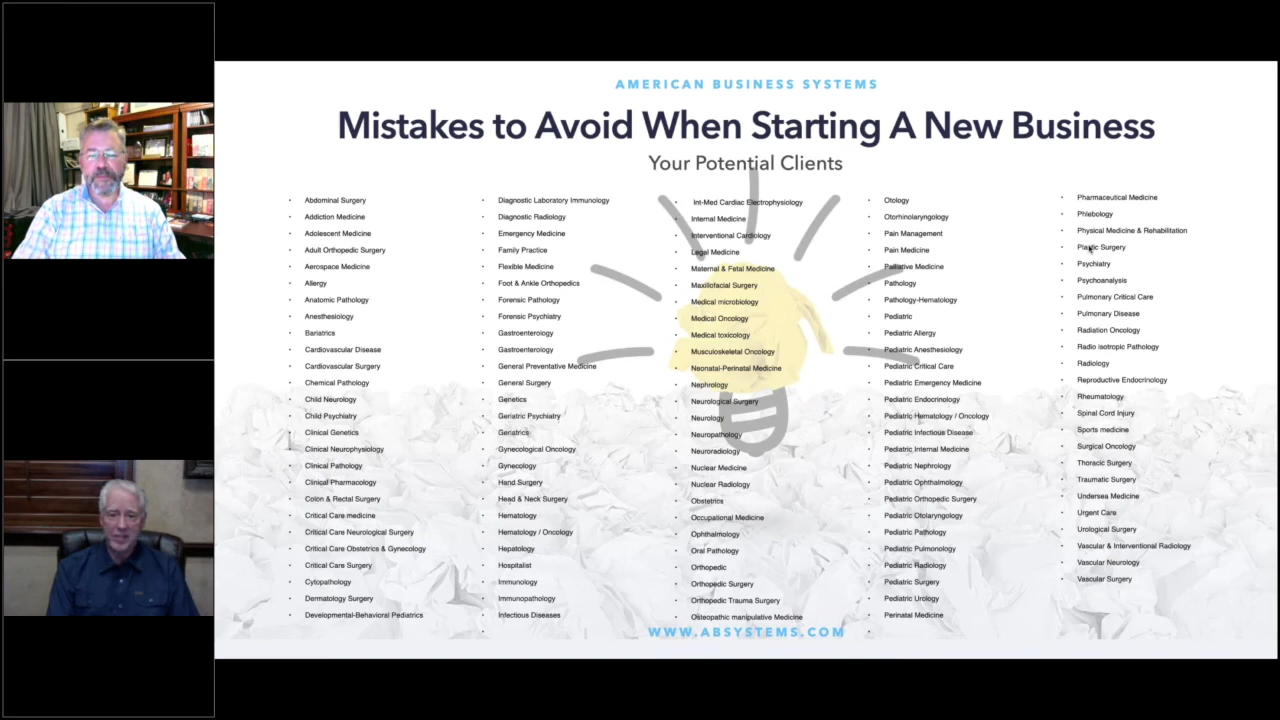 AMERICAN BUSINESS SYSTEMS
Mistakes to Avoid When Starting A New Business
Your Potential Clients
Abdominal Surgery
Addiction Medicine
Adolescent Medicine
Adult Orthopedic Surgery
Aerospace Medicine
Allergy
Anatomic Pathology
Anesthesiology
Bariatrics
Cardiovascular Disease
Cardiovascular Surgery
Chemical Pathology
Child Neurology
Child Psychiatry
Clinical Genetics
Clinical Neurophysiology
Clinical Pathology
Clinical Pharmacology
Colon & Rectal Surgery
Critical Care medicine
Critical Care Neurological Surgery
Critical Care Obstetrics & Gynecology
Critical Care Surgery
Cytopathology
Dermatology Surgery
Developmental-Behavioral Pediatrics
Diagnostic Laboratory Immunology
Diagnostic Radiology
Emergency Medicine
Family Practice
Flexible Medicine
Foot & Ankle Orthopedics
Forensic Pathology
Forensic Psychiatry
Gastroenterology
Gastroenterology
General Preventative Medicine
General Surgery
Genetics
Geriatric Psychiatry
Geriatrics
Gynecological Oncology
Gynecology
Hand Surgery
Head & Neck Surgery
Hematology
Hematology / Oncology
Hepatology
Hospitalist
Immunology
Immunopathology
Infectious Diseases
Int-Med Cardiac Electrophysiology
Internal Medicine
Interventional Cardiology
Legal Medicine
Maternal & Fetal Medicine
Maxillofacial Surgery
Medical microbiology
Medical Oncology
Medical toxicology
Musculoskeletal Oncology
Neonatal-Perinatal Medicine
Nephrology
Neurological Surgery
Neurology
Neuropathology
Neuroradiology
Nuclear Medicine
Nuclear Radiology
Obstetrics
Occupational Medicine
Ophthalmology
Oral Pathology
Orthopedic
Orthopedic Surgery
Orthopedic Trauma Surgery
Osteopathic manipulative Medicine
Otology
Otorhinolaryngology
Pain Management
Pain Medicine
Palliative Medicine
Pathology
Pathology-Hematology
Pediatric
Pediatric Allergy
Pediatric Anesthesiology
Pediatric Critical Care
Pediatric Emergency Medicine
Pediatric Endocrinology
Pediatric Hematology / Oncology
Pediatric Infectious Disease
Pediatric Internal Medicine
Pediatric Nephrology
Pediatric Ophthalmology
Pediatric Orthopedic Surgery
Pediatric Otolaryngology
Pediatric Pathology
Pediatric Pulmonology
Pediatric Radiology
Pediatric Surgery
Pediatric Urology
Perinatal Medicine
Pharmaceutical Medicine
Phlebology
Physical Medicine & Rehabilitation
Plastic Surgery
Psychiatry
Psychoanalysis
Pulmonary Critical Care
Pulmonary Disease
Radiation Oncology
Radio isotropic Pathology
Radiology
Reproductive Endocrinology
Rheumatology
Spinal Cord Injury
Sports medicine
Surgical Oncology
Thoracic Surgery
Traumatic Surgery
Undersea Medicine
Urgent Care
Urological Surgery
Vascular & Interventional Radiology
Vascular Neurology
Vascular Surgery
WWW.ABSYSTEMS.COM